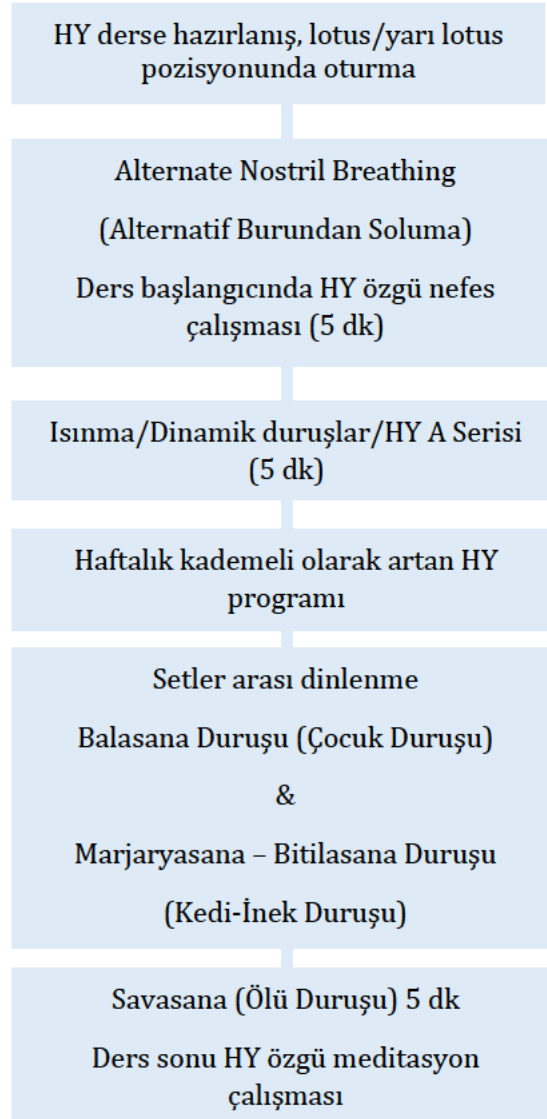 HY derse hazırlanış, lotus/yarı lotus
pozisyonunda oturma
Alternate Nostril Breathing
(Alternatif Burundan Soluma)
Ders başlangıcında HY özgü nefes
çalışması (5 dk)
Isınma/Dinamik duruşlar/HY A Serisi
(5 dk)
Haftalık kademeli olarak artan HY
programı
Setler arası dinlenme
Balasana Duruşu (Çocuk Duruşu)
&
Marjaryasana – Bitilasana Duruşu
(Kedi-İnek Duruşu)
Savasana (Ölü Duruşu) 5 dk
Ders sonu HY özgü meditasyon
çalışması